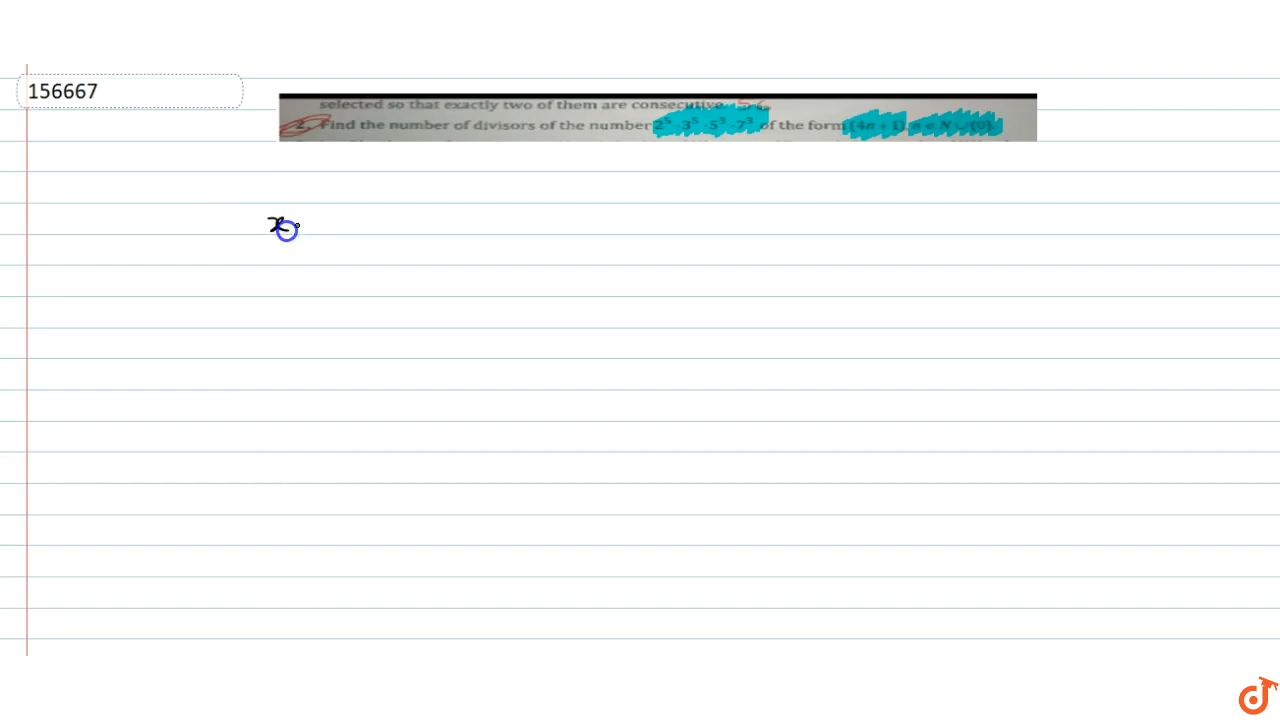 156667
selected so that exactly two of them are consecutive. 56
2. Find the number of divisors of the number 2⁵ · 3⁵ · 5³ · 7³ of the form (4n + 1), n ∈ N ∪ {0}.
x